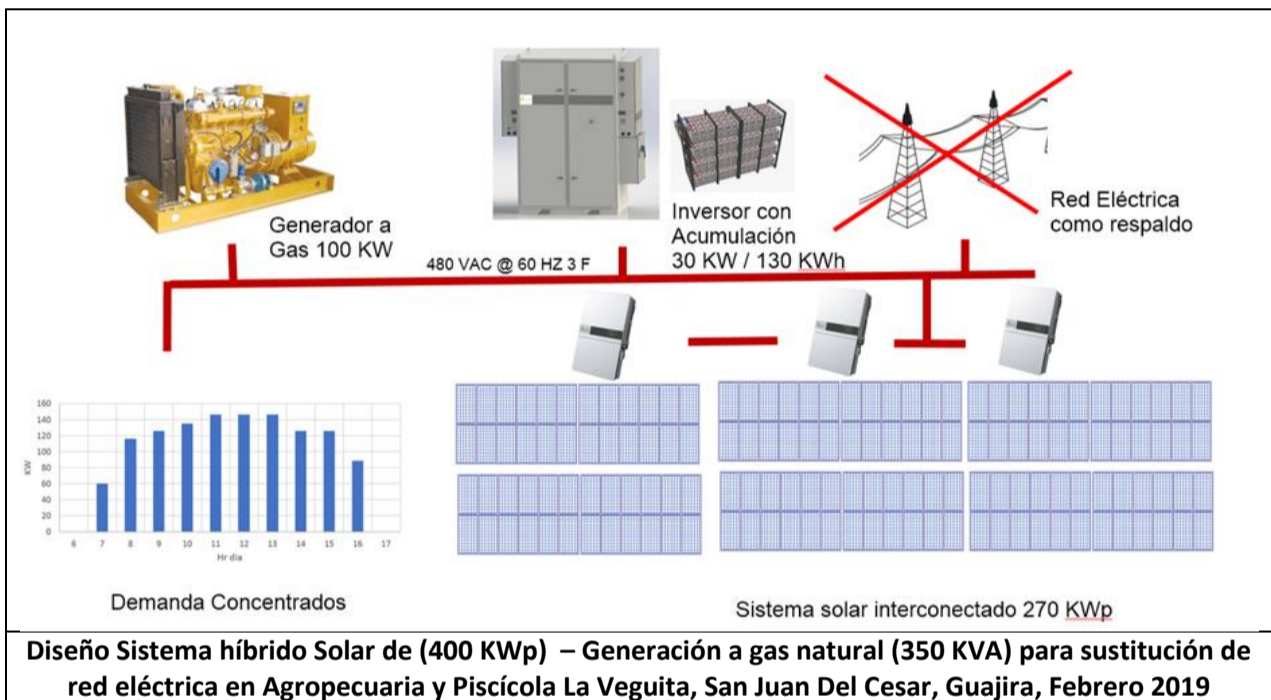 Generador a
Gas 100 KW
Inversor con
Acumulación
30 KW / 130 KWh
Red Eléctrica
como respaldo
480 VAC @ 60 HZ 3 F
160
140
120
100
80
60
40
20
0
KW
6 7 8 9 10 11 12 13 14 15 16 17
Hr dia
Demanda Concentrados
Sistema solar interconectado 270 KWp
Diseño Sistema híbrido Solar de (400 KWp) – Generación a gas natural (350 KVA) para sustitución de
red eléctrica en Agropecuaria y Piscícola La Veguita, San Juan Del Cesar, Guajira, Febrero 2019